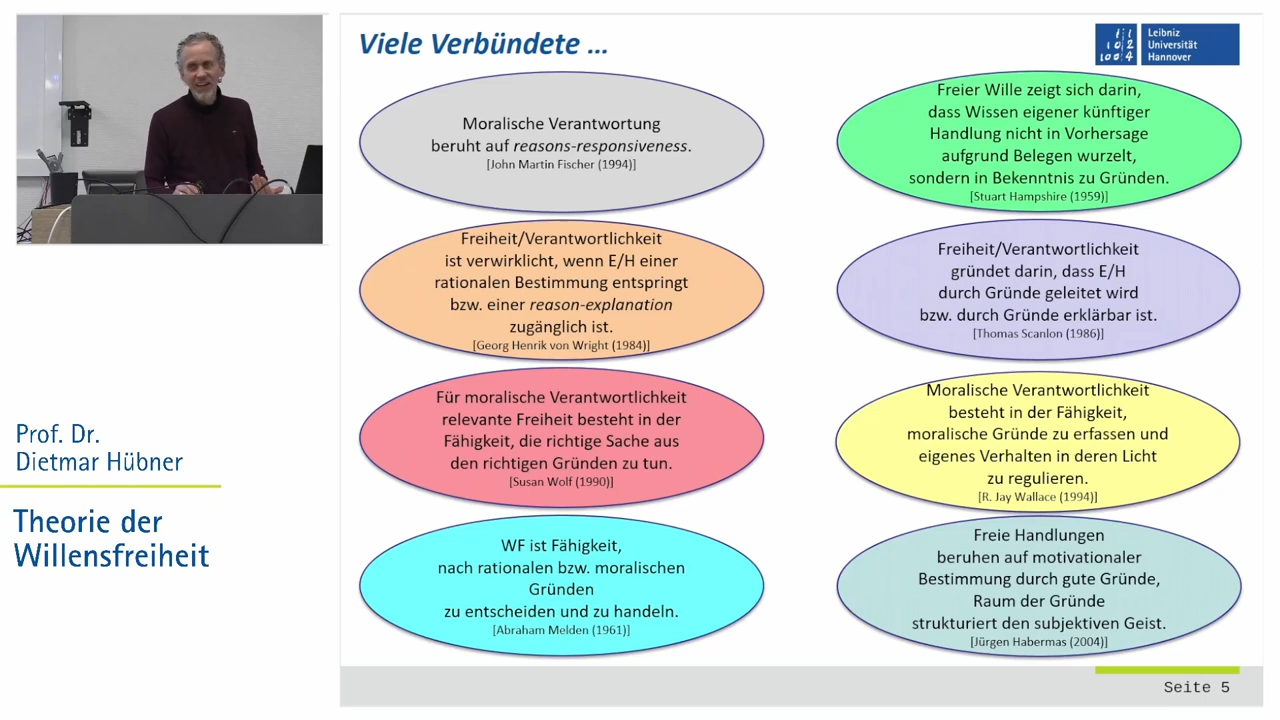 Viele Verbündete ...
Leibniz
Universität
Hannover
Moralische Verantwortung
beruht auf reasons-responsiveness.
[John Martin Fischer (1994)]
Freier Wille zeigt sich darin,
dass Wissen eigener künftiger
Handlung nicht in Vorhersage
aufgrund Belegen wurzelt,
sondern in Bekenntnis zu Gründen.
[Stuart Hampshire (1959)]
Freiheit/Verantwortlichkeit
ist verwirklicht, wenn E/H einer
rationalen Bestimmung entspringt
bzw. einer reason-explanation
zugänglich ist.
[Georg Henrik von Wright (1984)]
Freiheit/Verantwortlichkeit
gründet darin, dass E/H
durch Gründe geleitet wird
bzw. durch Gründe erklärbar ist.
[Thomas Scanlon (1986)]
Für moralische Verantwortlichkeit
relevante Freiheit besteht in der
Fähigkeit, die richtige Sache aus
den richtigen Gründen zu tun.
[Susan Wolf (1990)]
Moralische Verantwortlichkeit
besteht in der Fähigkeit,
moralische Gründe zu erfassen und
eigenes Verhalten in deren Licht
zu regulieren.
[R. Jay Wallace (1994)]
WF ist Fähigkeit,
nach rationalen bzw. moralischen
Gründen
zu entscheiden und zu handeln.
[Abraham Melden (1961)]
Freie Handlungen
beruhen auf motivationaler
Bestimmung durch gute Gründe,
Raum der Gründe
strukturiert den subjektiven Geist.
[Jürgen Habermas (2004)]
Prof. Dr.
Dietmar Hübner
Theorie der
Willensfreiheit
Seite 5